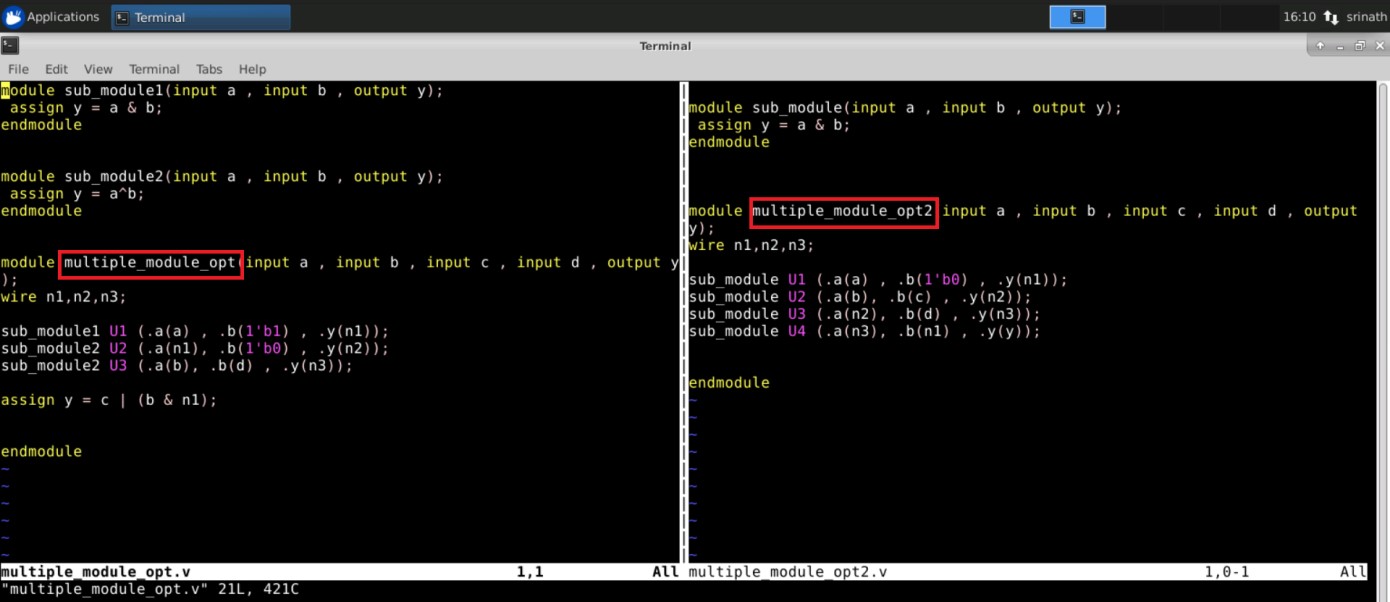 Applications Terminal 16:10 srinath
Terminal
File Edit View Terminal Tabs Help
module sub_module1(input a , input b , output y);
 assign y = a & b;
endmodule
module sub_module2(input a , input b , output y);
 assign y = a^b;
endmodule
module multiple_module_opt(input a , input b , input c , input d , output y
);
wire n1,n2,n3;
sub_module1 U1 (.a(a) , .b(1'b1) , .y(n1));
sub_module2 U2 (.a(n1), .b(1'b0) , .y(n2));
sub_module2 U3 (.a(b), .b(d) , .y(n3));
assign y = c | (b & n1);
endmodule
~
~
~
~
~
~
multiple_module_opt.v 1,1 All
"multiple_module_opt.v" 21L, 421C
module sub_module(input a , input b , output y);
 assign y = a & b;
endmodule
module multiple_module_opt2 input a , input b , input c , input d , output
y);
wire n1,n2,n3;
sub_module U1 (.a(a) , .b(1'b0) , .y(n1));
sub_module U2 (.a(b), .b(c) , .y(n2));
sub_module U3 (.a(n2), .b(d) , .y(n3));
sub_module U4 (.a(n3), .b(n1) , .y(y));
endmodule
~
~
~
~
~
~
~
~
~
~
multiple_module_opt2.v 1,0-1 All